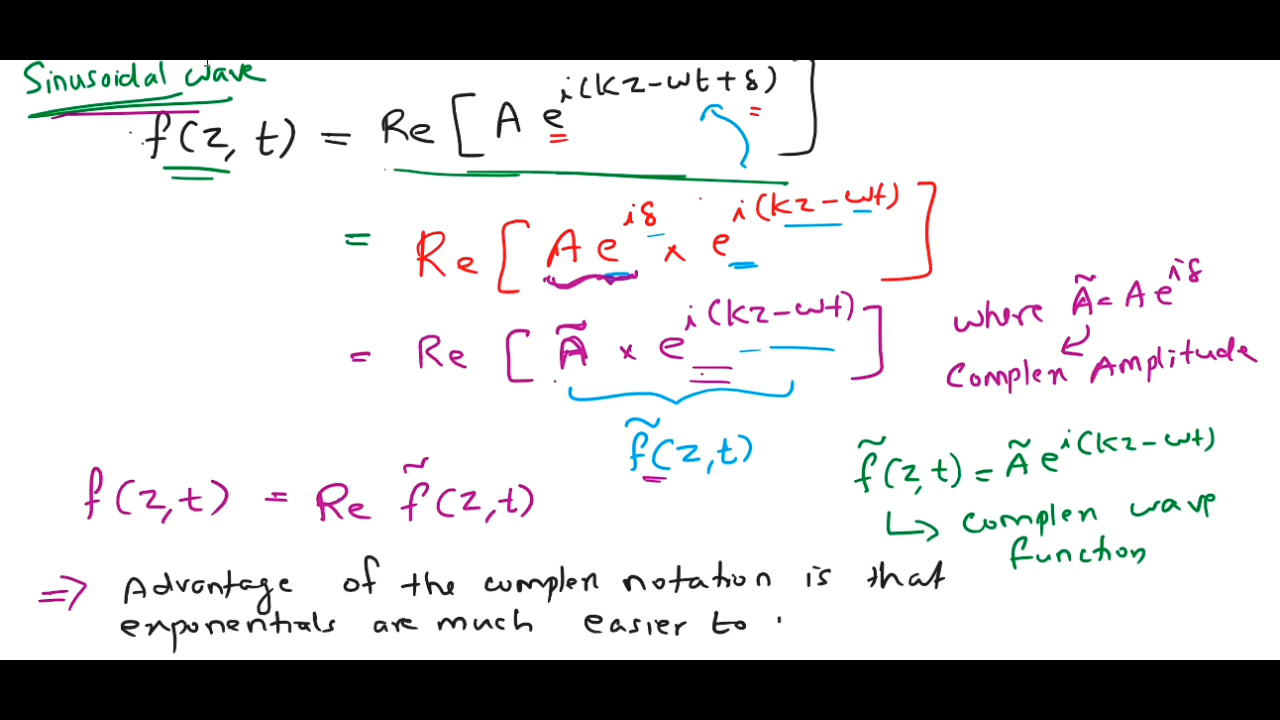 Sinusoidal wave
f(z, t) = Re [ A e^{i(kz-ωt+δ)} ]
= Re [ A e^{iδ} × e^{i(kz-ωt)} ]
= Re [ Ã × e^{i(kz-ωt)} ]
where Ã = A e^{iδ}
Complex Amplitude
f̃(z,t)
f̃(z,t) = Ã e^{i(kz-ωt)}
↳ complex wave
function
f(z,t) = Re f̃(z,t)
⇒ Advantage of the complex notation is that
exponentials are much easier to